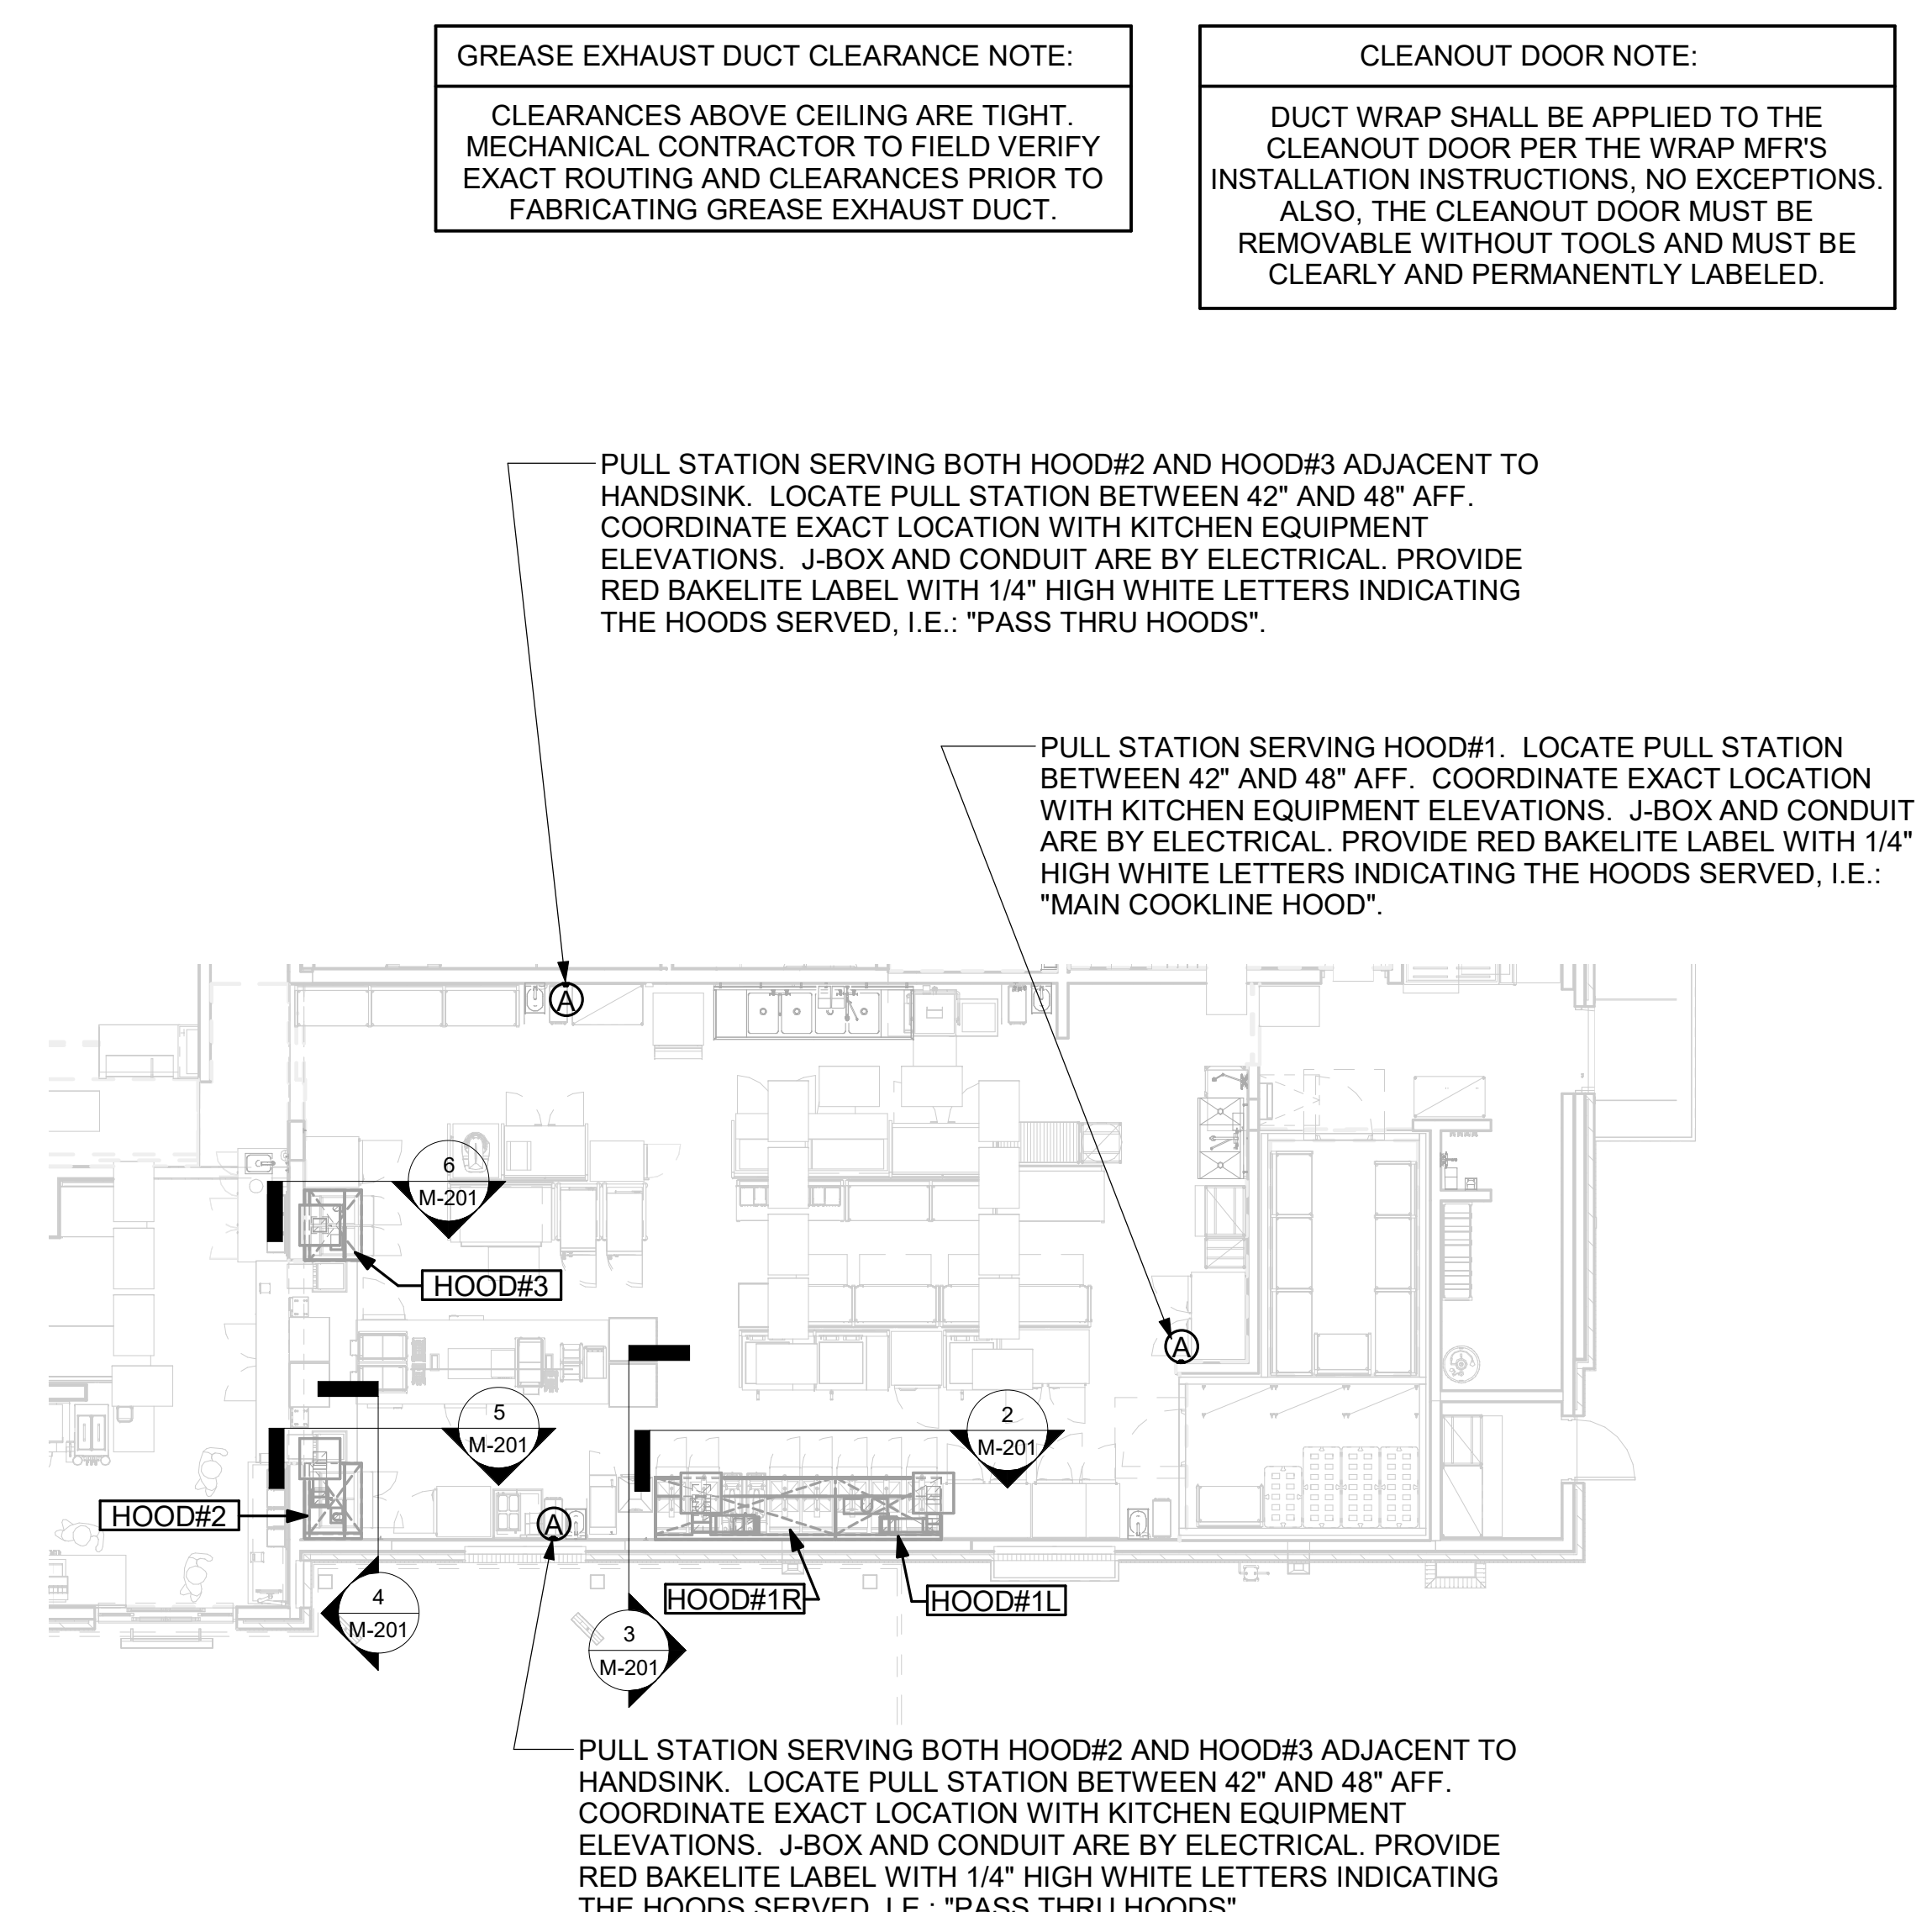 GREASE EXHAUST DUCT CLEARANCE NOTE:
CLEARANCES ABOVE CEILING ARE TIGHT.
MECHANICAL CONTRACTOR TO FIELD VERIFY
EXACT ROUTING AND CLEARANCES PRIOR TO
FABRICATING GREASE EXHAUST DUCT.
CLEANOUT DOOR NOTE:
DUCT WRAP SHALL BE APPLIED TO THE
CLEANOUT DOOR PER THE WRAP MFR'S
INSTALLATION INSTRUCTIONS, NO EXCEPTIONS.
ALSO, THE CLEANOUT DOOR MUST BE
REMOVABLE WITHOUT TOOLS AND MUST BE
CLEARLY AND PERMANENTLY LABELED.
PULL STATION SERVING BOTH HOOD#2 AND HOOD#3 ADJACENT TO
HANDSINK. LOCATE PULL STATION BETWEEN 42" AND 48" AFF.
COORDINATE EXACT LOCATION WITH KITCHEN EQUIPMENT
ELEVATIONS. J-BOX AND CONDUIT ARE BY ELECTRICAL. PROVIDE
RED BAKELITE LABEL WITH 1/4" HIGH WHITE LETTERS INDICATING
THE HOODS SERVED, I.E.: "PASS THRU HOODS".
PULL STATION SERVING HOOD#1. LOCATE PULL STATION
BETWEEN 42" AND 48" AFF. COORDINATE EXACT LOCATION
WITH KITCHEN EQUIPMENT ELEVATIONS. J-BOX AND CONDUIT
ARE BY ELECTRICAL. PROVIDE RED BAKELITE LABEL WITH 1/4"
HIGH WHITE LETTERS INDICATING THE HOODS SERVED, I.E.:
"MAIN COOKLINE HOOD".
A
6
M-201
HOOD#3
A
5
M-201
2
M-201
HOOD#2
A
HOOD#1R
HOOD#1L
4
M-201
3
M-201
PULL STATION SERVING BOTH HOOD#2 AND HOOD#3 ADJACENT TO
HANDSINK. LOCATE PULL STATION BETWEEN 42" AND 48" AFF.
COORDINATE EXACT LOCATION WITH KITCHEN EQUIPMENT
ELEVATIONS. J-BOX AND CONDUIT ARE BY ELECTRICAL. PROVIDE
RED BAKELITE LABEL WITH 1/4" HIGH WHITE LETTERS INDICATING
THE HOODS SERVED, I.E.: "PASS THRU HOODS"